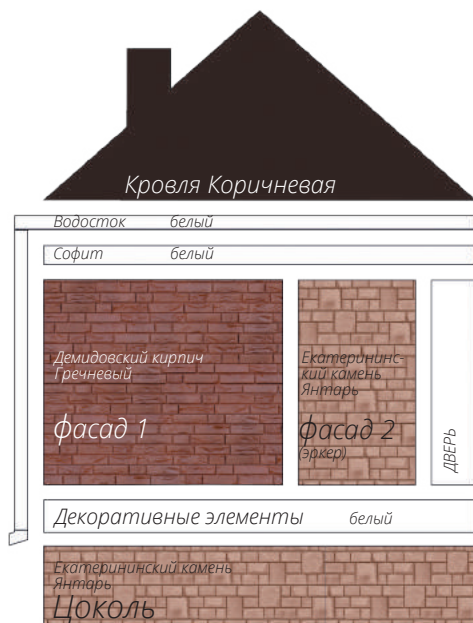 Кровля Коричневая
Водосток белый
Софит белый
Демидовский кирпич
Гречневый
фасад 1
Екатерининс-
кий камень
Янтарь
фасад 2
(эркер)
ДВЕРЬ
Декоративные элементы белый
Екатерининский камень
Янтарь
Цоколь